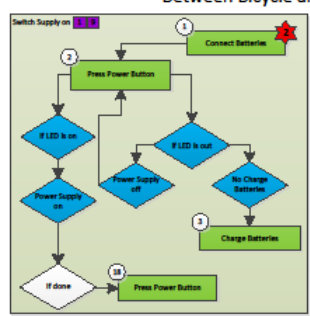 Between Bicycle a
Switch Supply on 1 9
1
Connect Batteries
2
2
Press Power Button
If LED is on
If LED is out
Power Supply
on
Power Supply
off
No Charge
Batteries
3
Charge Batteries
If done
18
Press Power Button